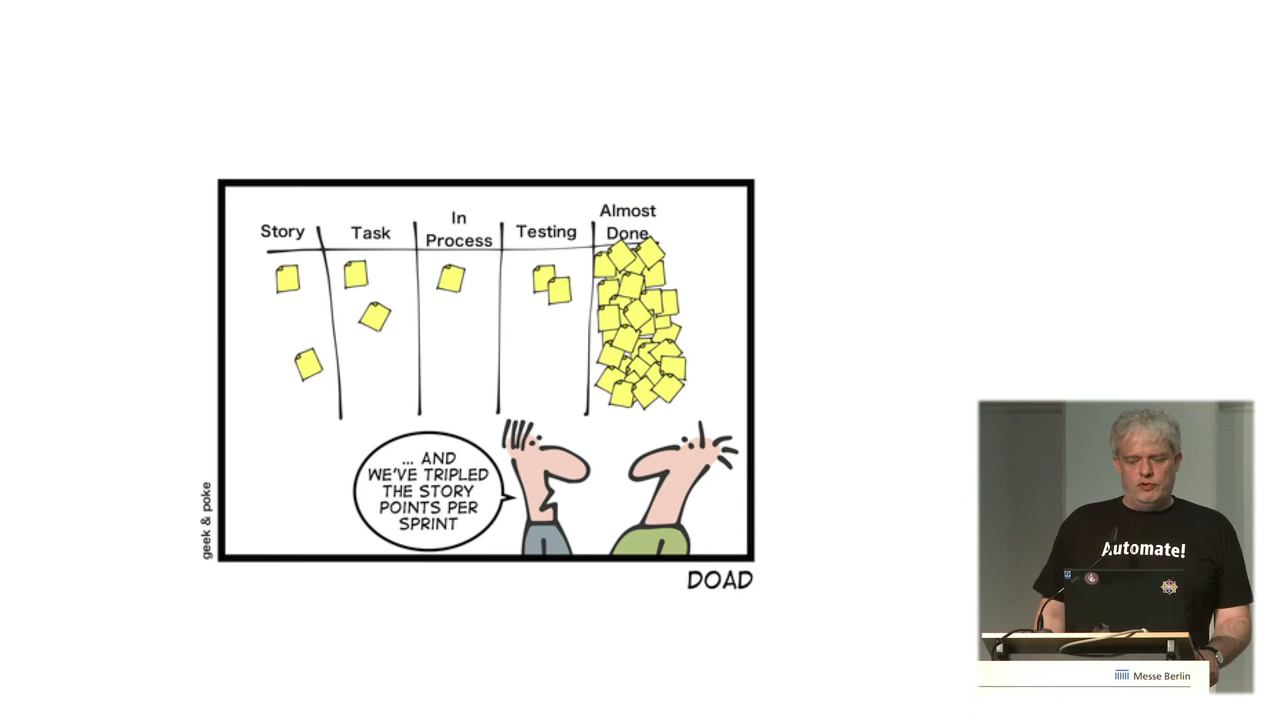 Story
Task
In
Process
Testing
Almost
Done
... AND
WE'VE TRIPLED
THE STORY
POINTS PER
SPRINT
geek & poke
DOAD
Automate!
Messe Berlin